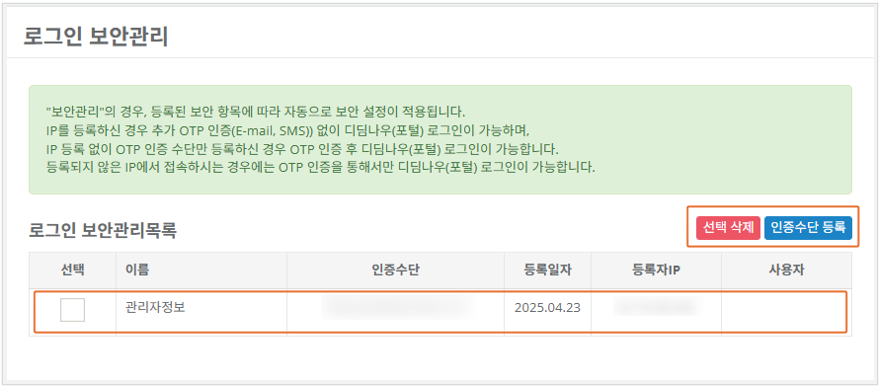 로그인 보안관리
"보안관리"의 경우, 등록된 보안 항목에 따라 자동으로 보안 설정이 적용됩니다.
IP를 등록하신 경우 추가 OTP 인증(E-mail, SMS)) 없이 디딤나우(포털) 로그인이 가능하며,
IP 등록 없이 OTP 인증 수단만 등록하신 경우 OTP 인증 후 디딤나우(포털) 로그인이 가능합니다.
등록되지 않은 IP에서 접속하시는 경우에는 OTP 인증을 통해서만 디딤나우(포털) 로그인이 가능합니다.
로그인 보안관리목록 선택 삭제 인증수단 등록
선택 이름 인증수단 등록일자 등록자IP 사용자
관리자정보 2025.04.23